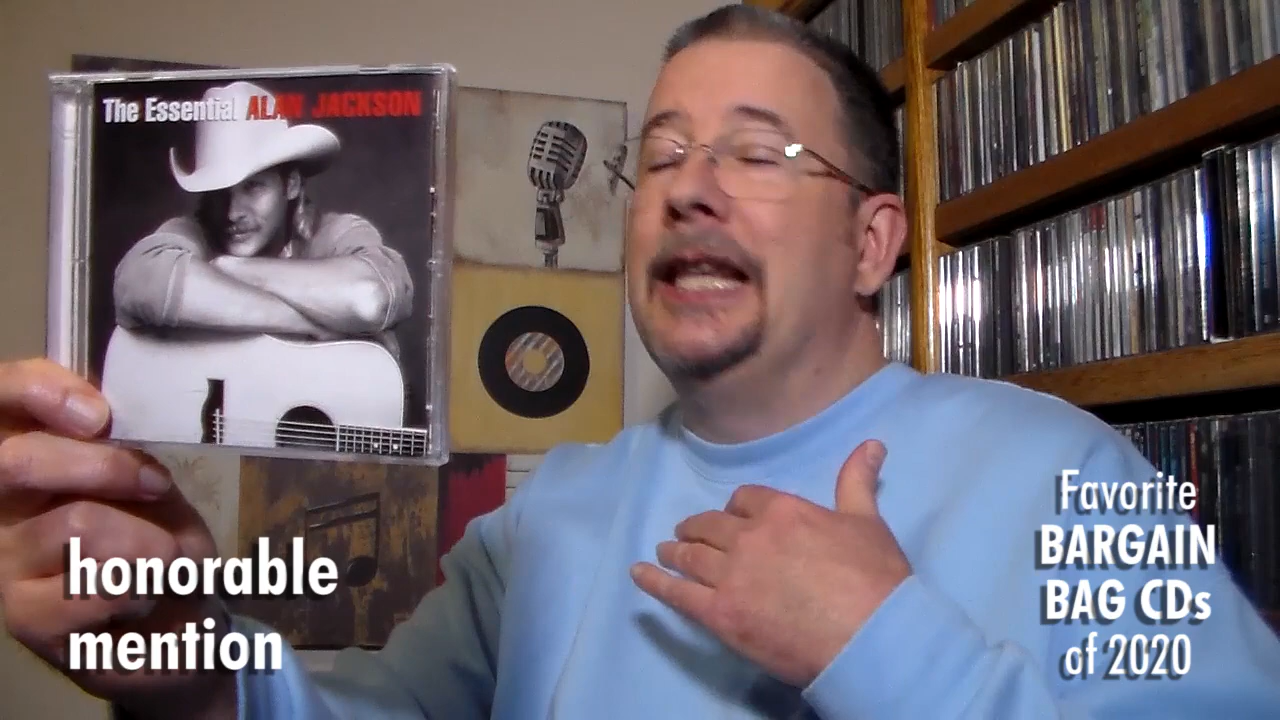 The Essential ALAN JACKSON
honorable
mention
Favorite
BARGAIN
BAG CDs
of 2020